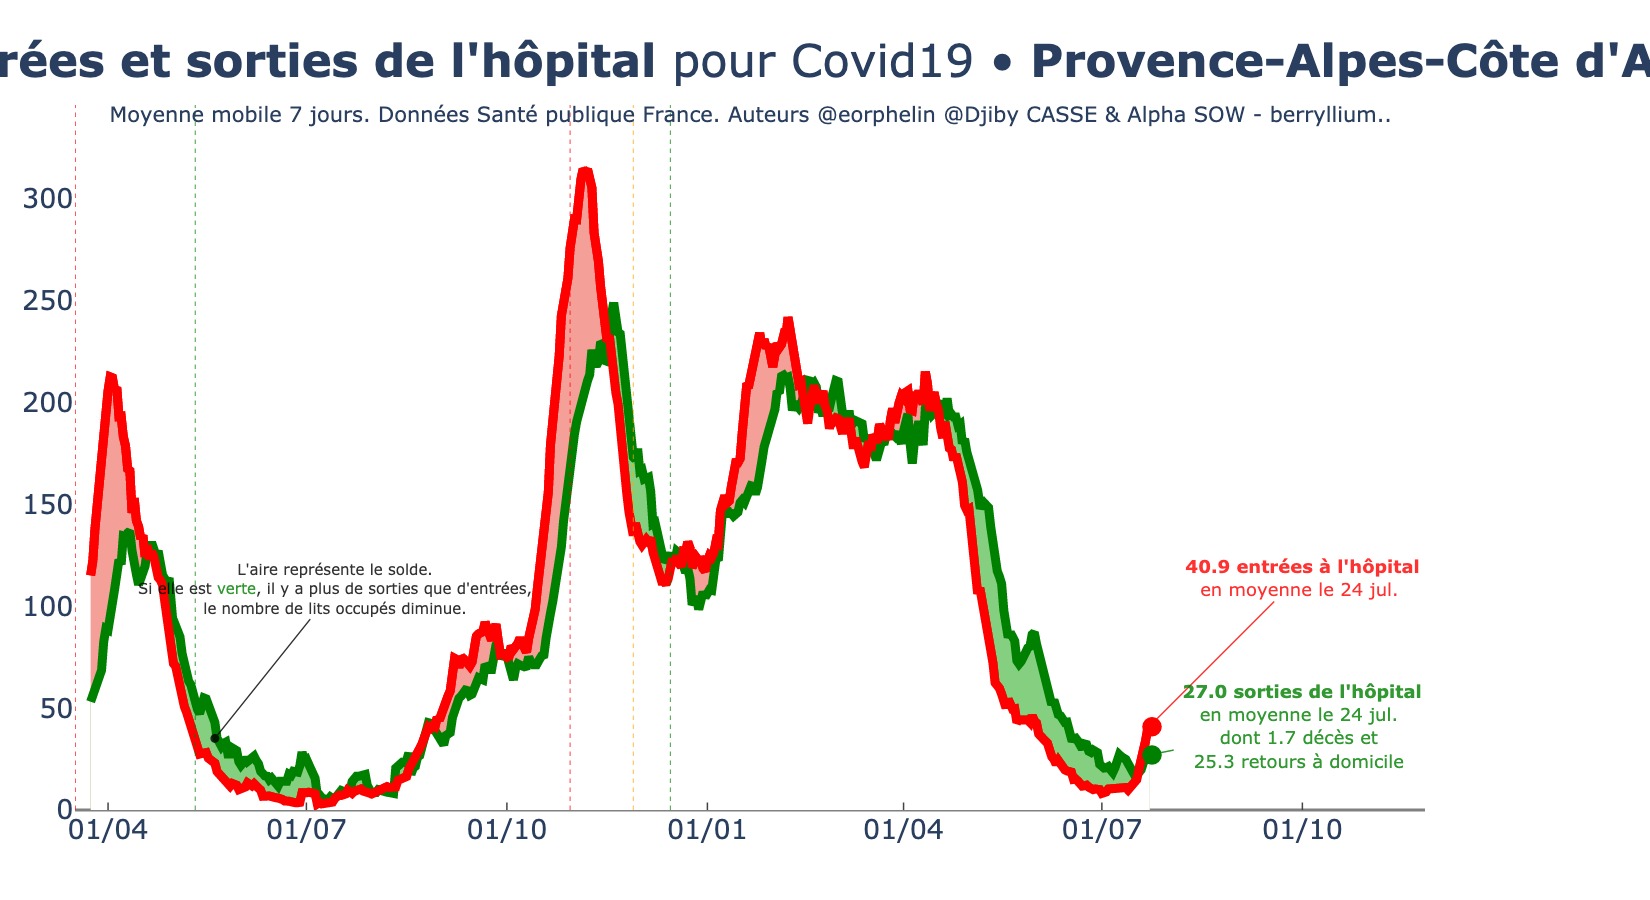 rées et sorties de l'hôpital pour Covid19 • Provence-Alpes-Côte d'A
Moyenne mobile 7 jours. Données Santé publique France. Auteurs @eorphelin @Djiby CASSE & Alpha SOW - berryllium..
300
250
200
150
100
50
0
L'aire représente le solde.
Si elle est verte, il y a plus de sorties que d'entrées,
le nombre de lits occupés diminue.
40.9 entrées à l'hôpital
en moyenne le 24 jul.
27.0 sorties de l'hôpital
en moyenne le 24 jul.
dont 1.7 décès et
25.3 retours à domicile
01/04 01/07 01/10 01/01 01/04 01/07 01/10